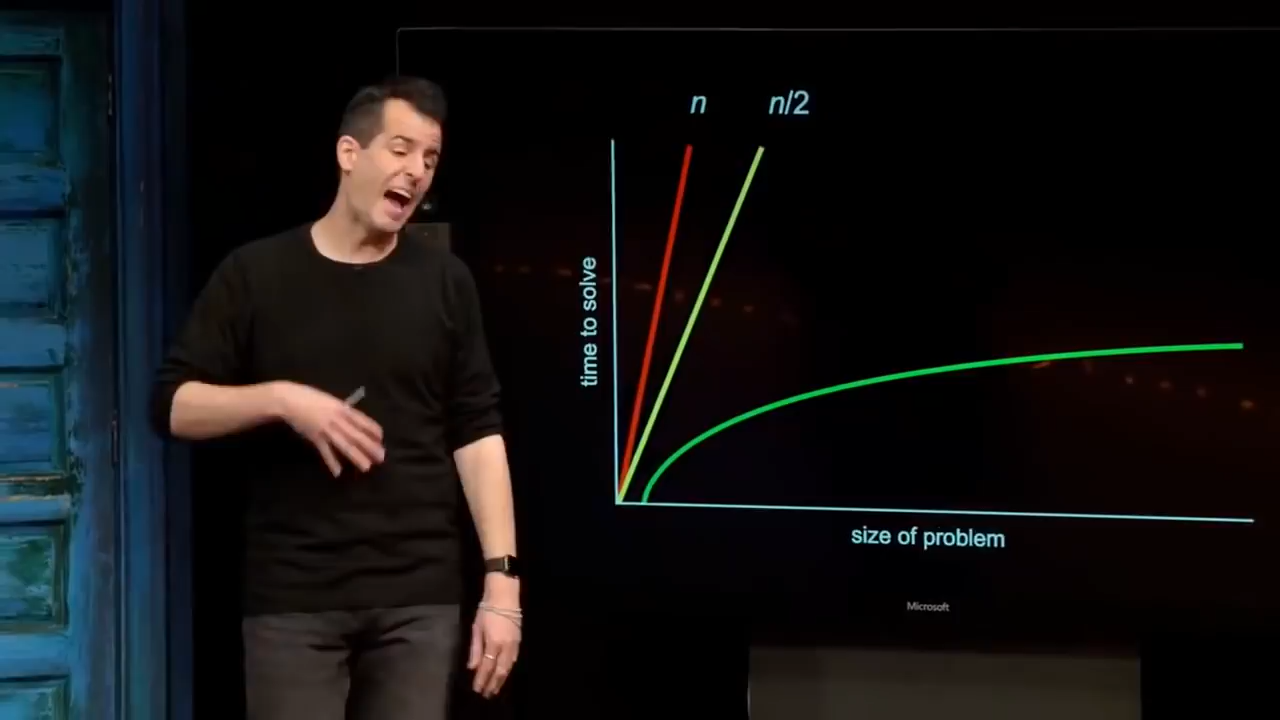 n
n/2
time to solve
size of problem
Microsoft